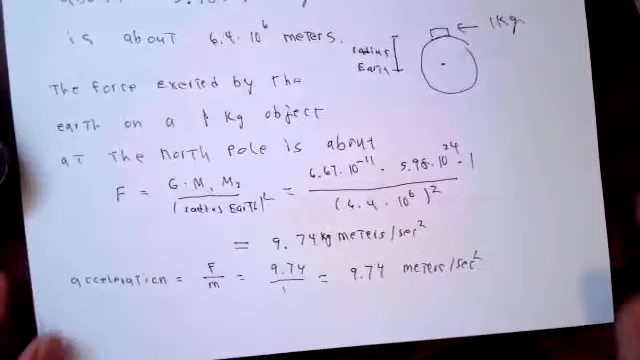 is about 6.4·10^6 meters.
← 1 kg
radius
Earth
The force exerted by the
earth on a 1 kg object
at the north pole is about
F = G·M₁M₂ / (radius Earth)^2 = 6.67·10^-11 · 5.98·10^24 · 1 / (6.4·10^6)^2
= 9.74 kg meters/sec^2
acceleration = F/m = 9.74/1 = 9.74 meters/sec^2